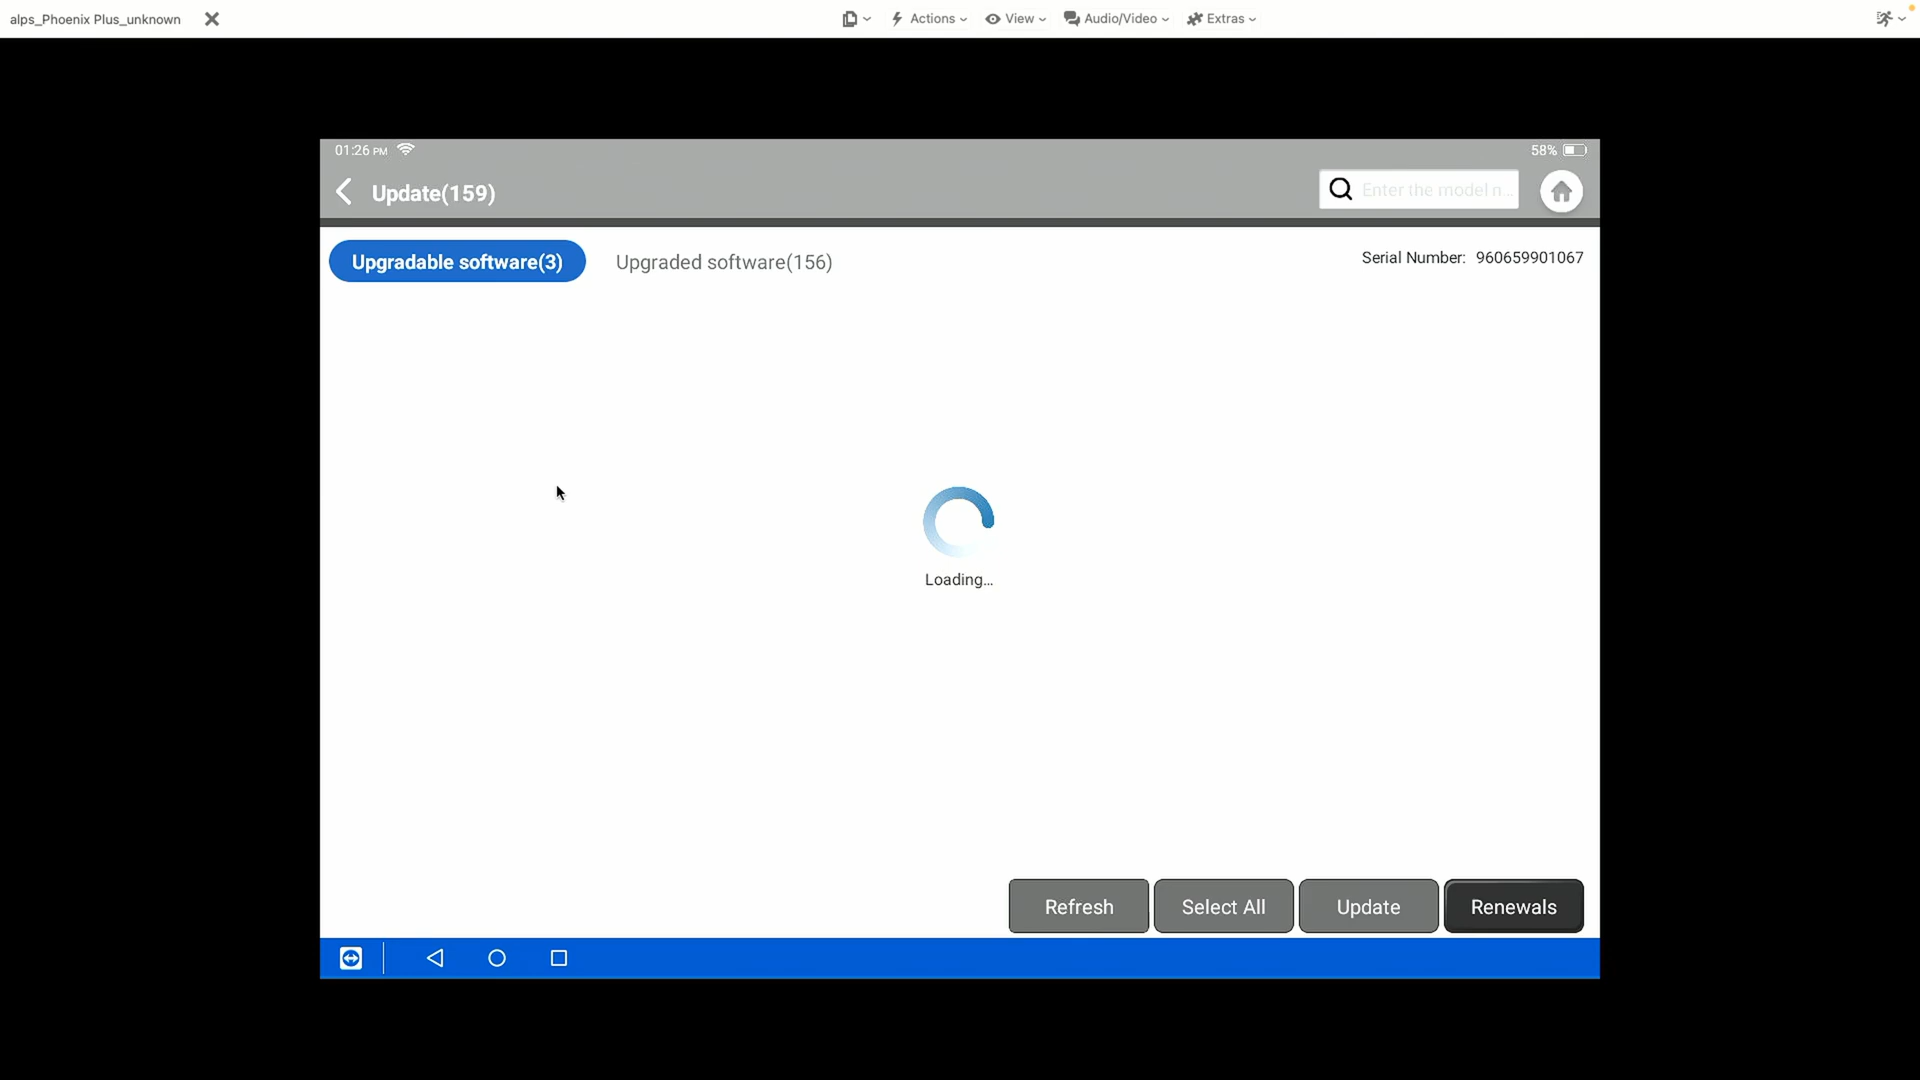 alps_Phoenix Plus_unknown
Actions
View
Audio/Video
Extras
01:26 PM
58%
Update(159)
Enter the model n...
Upgradable software(3)
Upgraded software(156)
Serial Number: 960659901067
Loading...
Refresh
Select All
Update
Renewals